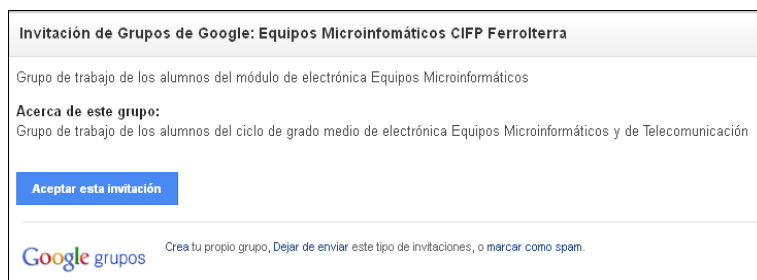 Invitación de Grupos de Google: Equipos Microinfomáticos CIFP Ferrolterra
Grupo de trabajo de los alumnos del módulo de electrónica Equipos Microinformáticos
Acerca de este grupo:
Grupo de trabajo de los alumnos del ciclo de grado medio de electrónica Equipos Microinformáticos y de Telecomunicación
Aceptar esta invitación
Google grupos
Crea tu propio grupo, Dejar de enviar este tipo de invitaciones, o marcar como spam.